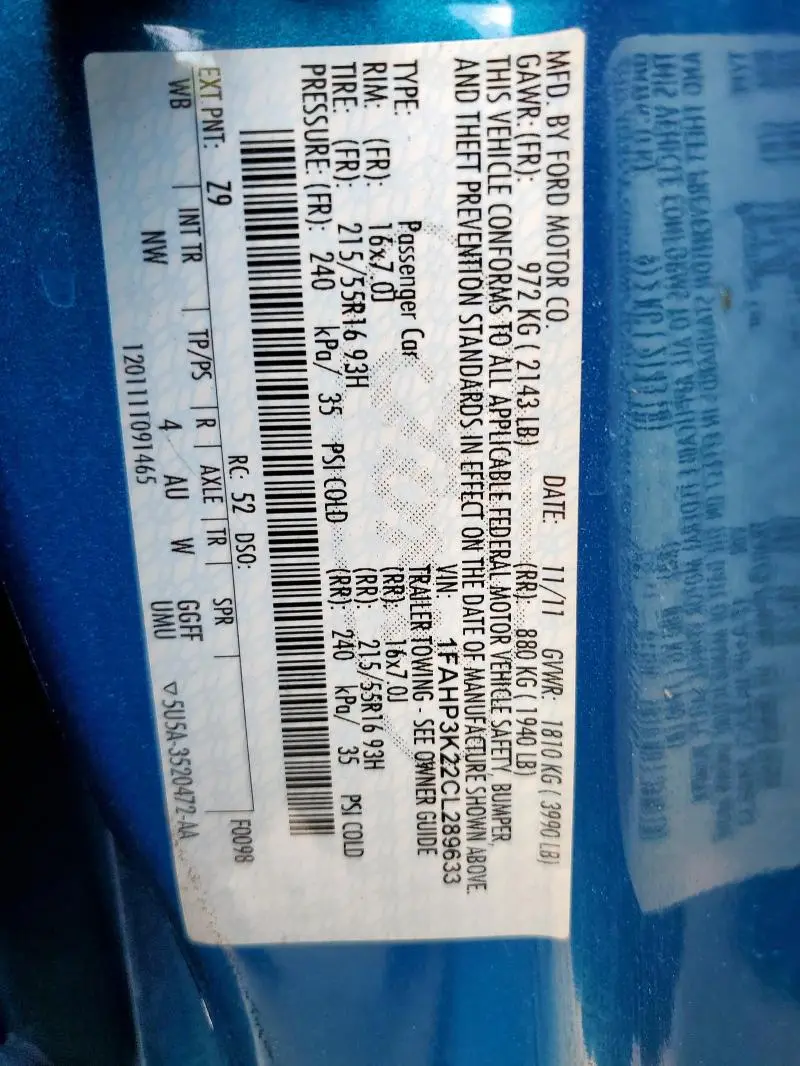 MFD. BY FORD MOTOR CO.
DATE: 11/11 GVWR: 1810 KG ( 3990 LB)
GAWR: (FR): 972 KG ( 2143 LB) (RR): 880 KG ( 1940 LB)
THIS VEHICLE CONFORMS TO ALL APPLICABLE FEDERAL MOTOR VEHICLE SAFETY, BUMPER,
AND THEFT PREVENTION STANDARDS IN EFFECT ON THE DATE OF MANUFACTURE SHOWN ABOVE.
VIN: 1FAHP3K22CL289633
TYPE: Passenger Car TRAILER TOWING - SEE OWNER GUIDE
RIM: (FR): 16x7.0J (RR): 16x7.0J
TIRE: (FR): 215/55R16 93H (RR): 215/55R16 93H
PRESSURE: (FR): 240 kPa/ 35 PSI COLD (RR): 240 kPa/ 35 PSI COLD
F0098
EXT PNT: Z9 RC: 52 DSO:
WB INT TR TP/PS R AXLE TR SPR
NW 4 AU W GGFF
UMU
1201111091465 5U5A-3520472-AA